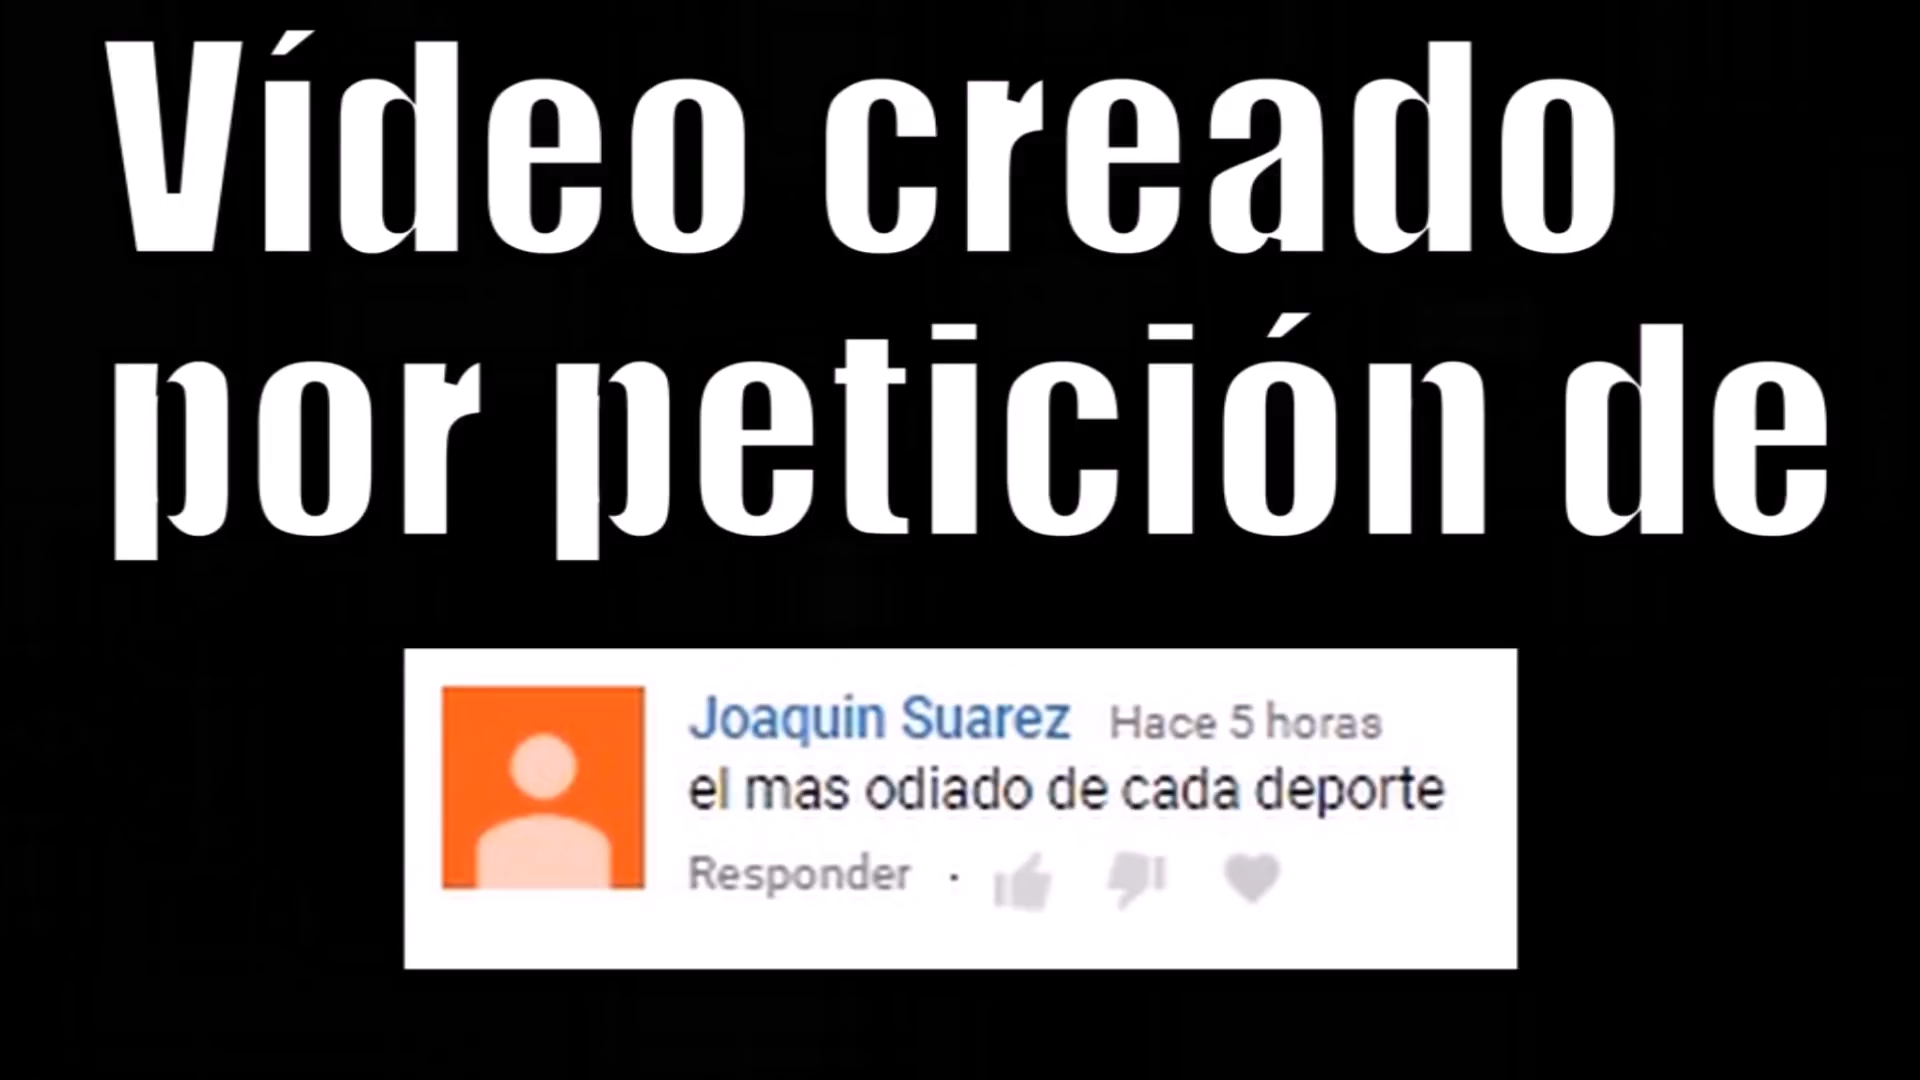 Vídeo creado
por petición de
Joaquin Suarez Hace 5 horas
el mas odiado de cada deporte
Responder ·